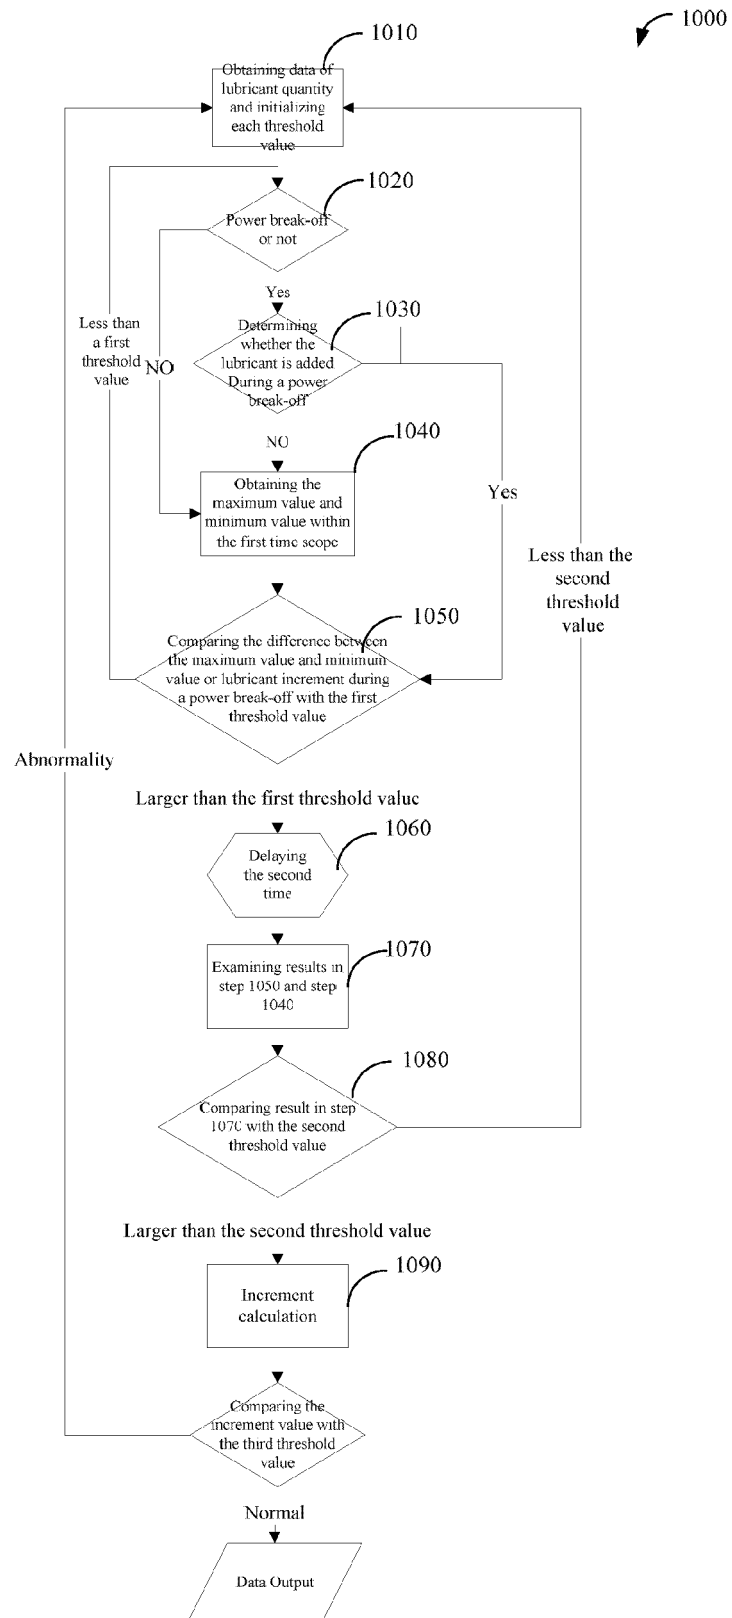 1000
1010
Obtaining data of
lubricant quantity
and initializing
each threshold
value
1020
Power break-off
or not
Yes
1030
Determining
whether the
lubricant is added
During a power
break-off
Less than
a first
threshold
value
NO
NO
1040
Obtaining the
maximum value and
minimum value within
the first time scope
Yes
Less than the
second
threshold
value
1050
Comparing the difference between
the maximum value and minimum
value or lubricant increment during
a power break-off with the first
threshold value
Abnormality
Larger than the first threshold value
1060
Delaying
the second
time
1070
Examining results in
step 1050 and step
1040
1080
Comparing result in step
1070 with the second
threshold value
Larger than the second threshold value
1090
Increment
calculation
Comparing the
increment value with
the third threshold
value
Normal
Data Output